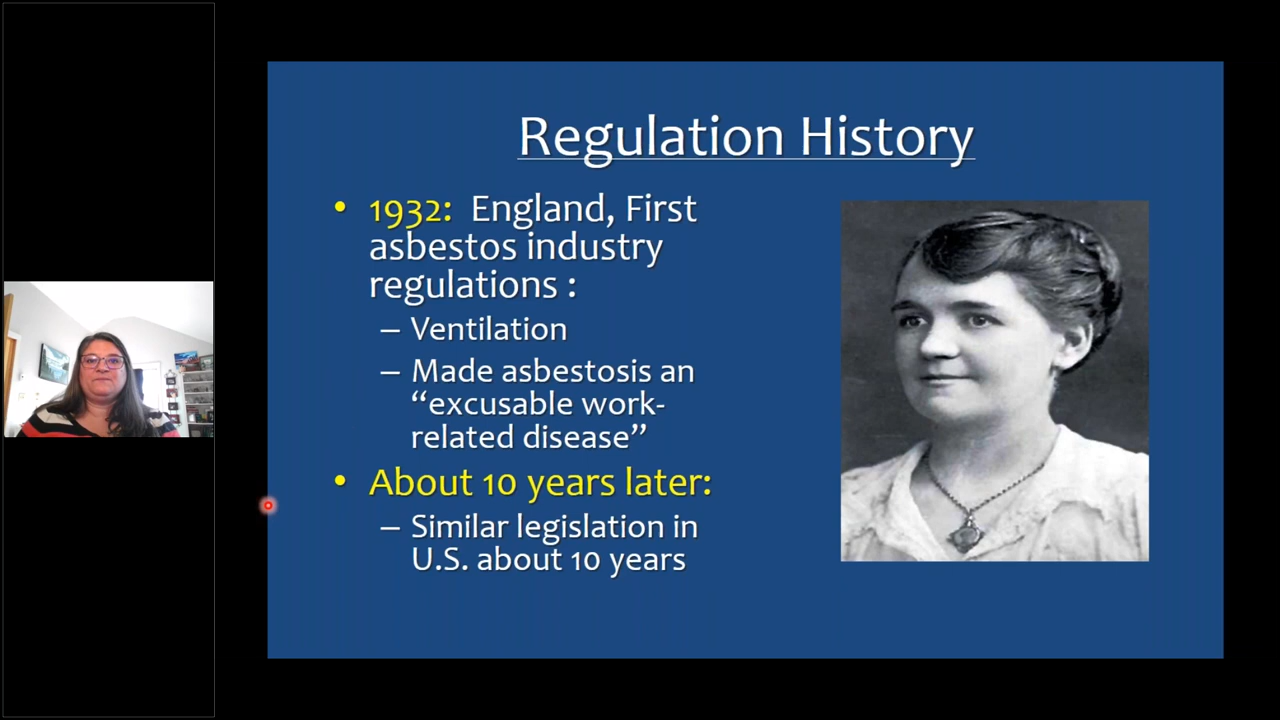 Regulation History
• 1932: England, First
asbestos industry
regulations :
– Ventilation
– Made asbestosis an
“excusable work-
related disease”
• About 10 years later:
– Similar legislation in
U.S. about 10 years